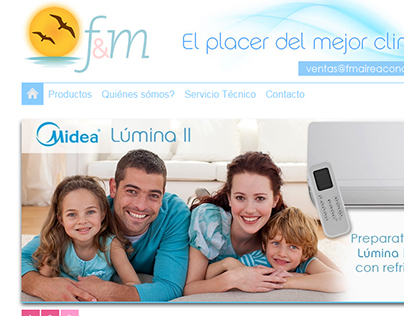 f&m
El placer del mejor cli
ventas@fmaireacon
Productos Quiénes sómos? Servicio Técnico Contacto
Midea® Lúmina II
Preparat
Lúmina
con refri